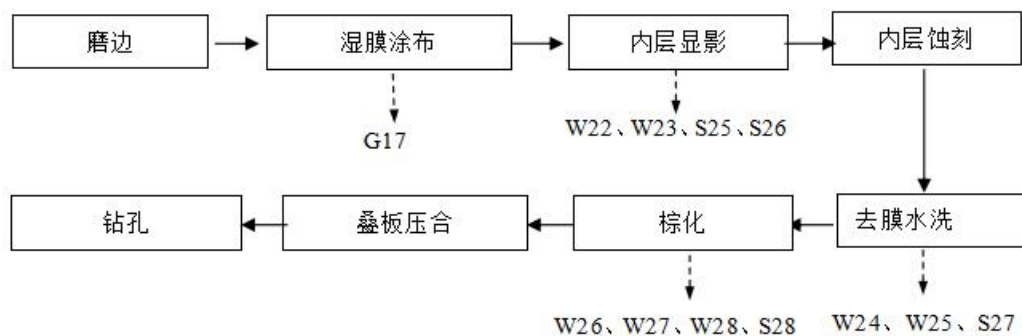 磨边
湿膜涂布
内层显影
内层蚀刻
G17
W22、W23、S25、S26
钻孔
叠板压合
棕化
去膜水洗
W26、W27、W28、S28
W24、W25、S27